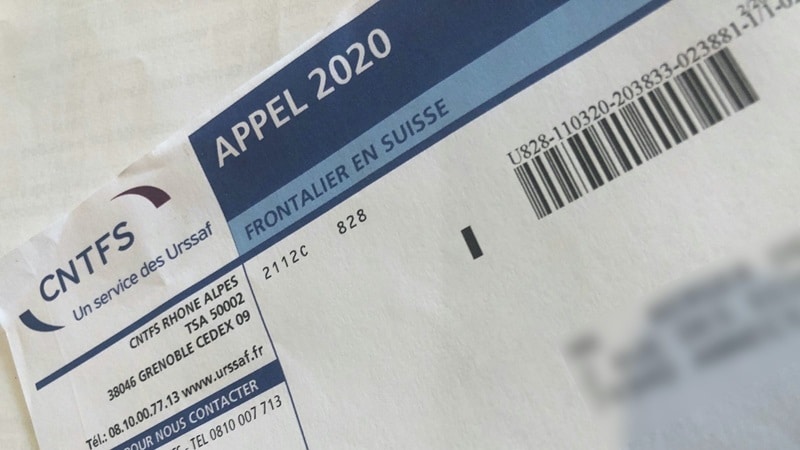 APPEL 2020
FRONTALIER EN SUISSE
U828-110320-203833-023881-1/1-0
CNTFS
Un service des Urssaf
2112C 828
CNTFS RHONE ALPES
TSA 50002
38046 GRENOBLE CEDEX 09
Tél.: 08.10.00.77.13 www.urssaf.fr
POUR NOUS CONTACTER
- TEL 0810 007 713